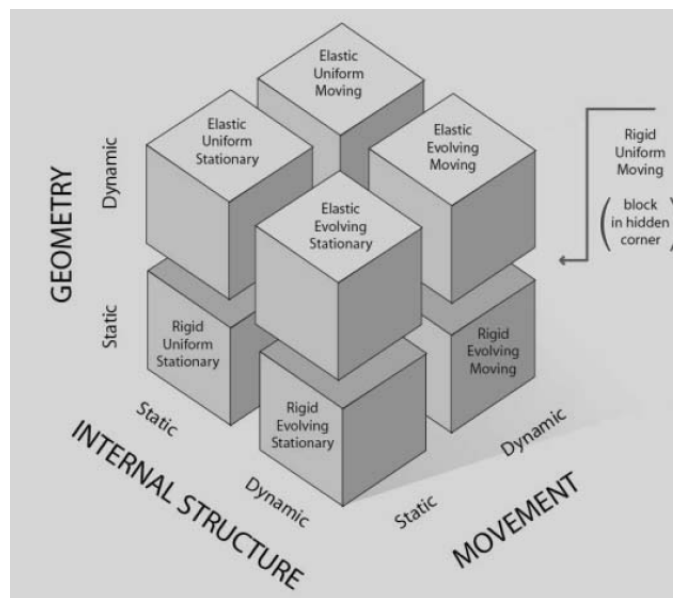 Elastic
Uniform
Moving
Elastic
Uniform
Stationary
Elastic
Evolving
Moving
Elastic
Evolving
Stationary
Rigid
Uniform
Moving
(block
in hidden
corner)
Rigid
Uniform
Stationary
Rigid
Evolving
Moving
Rigid
Evolving
Stationary
GEOMETRY
Dynamic
Static
INTERNAL STRUCTURE
Static
Dynamic
MOVEMENT
Static
Dynamic